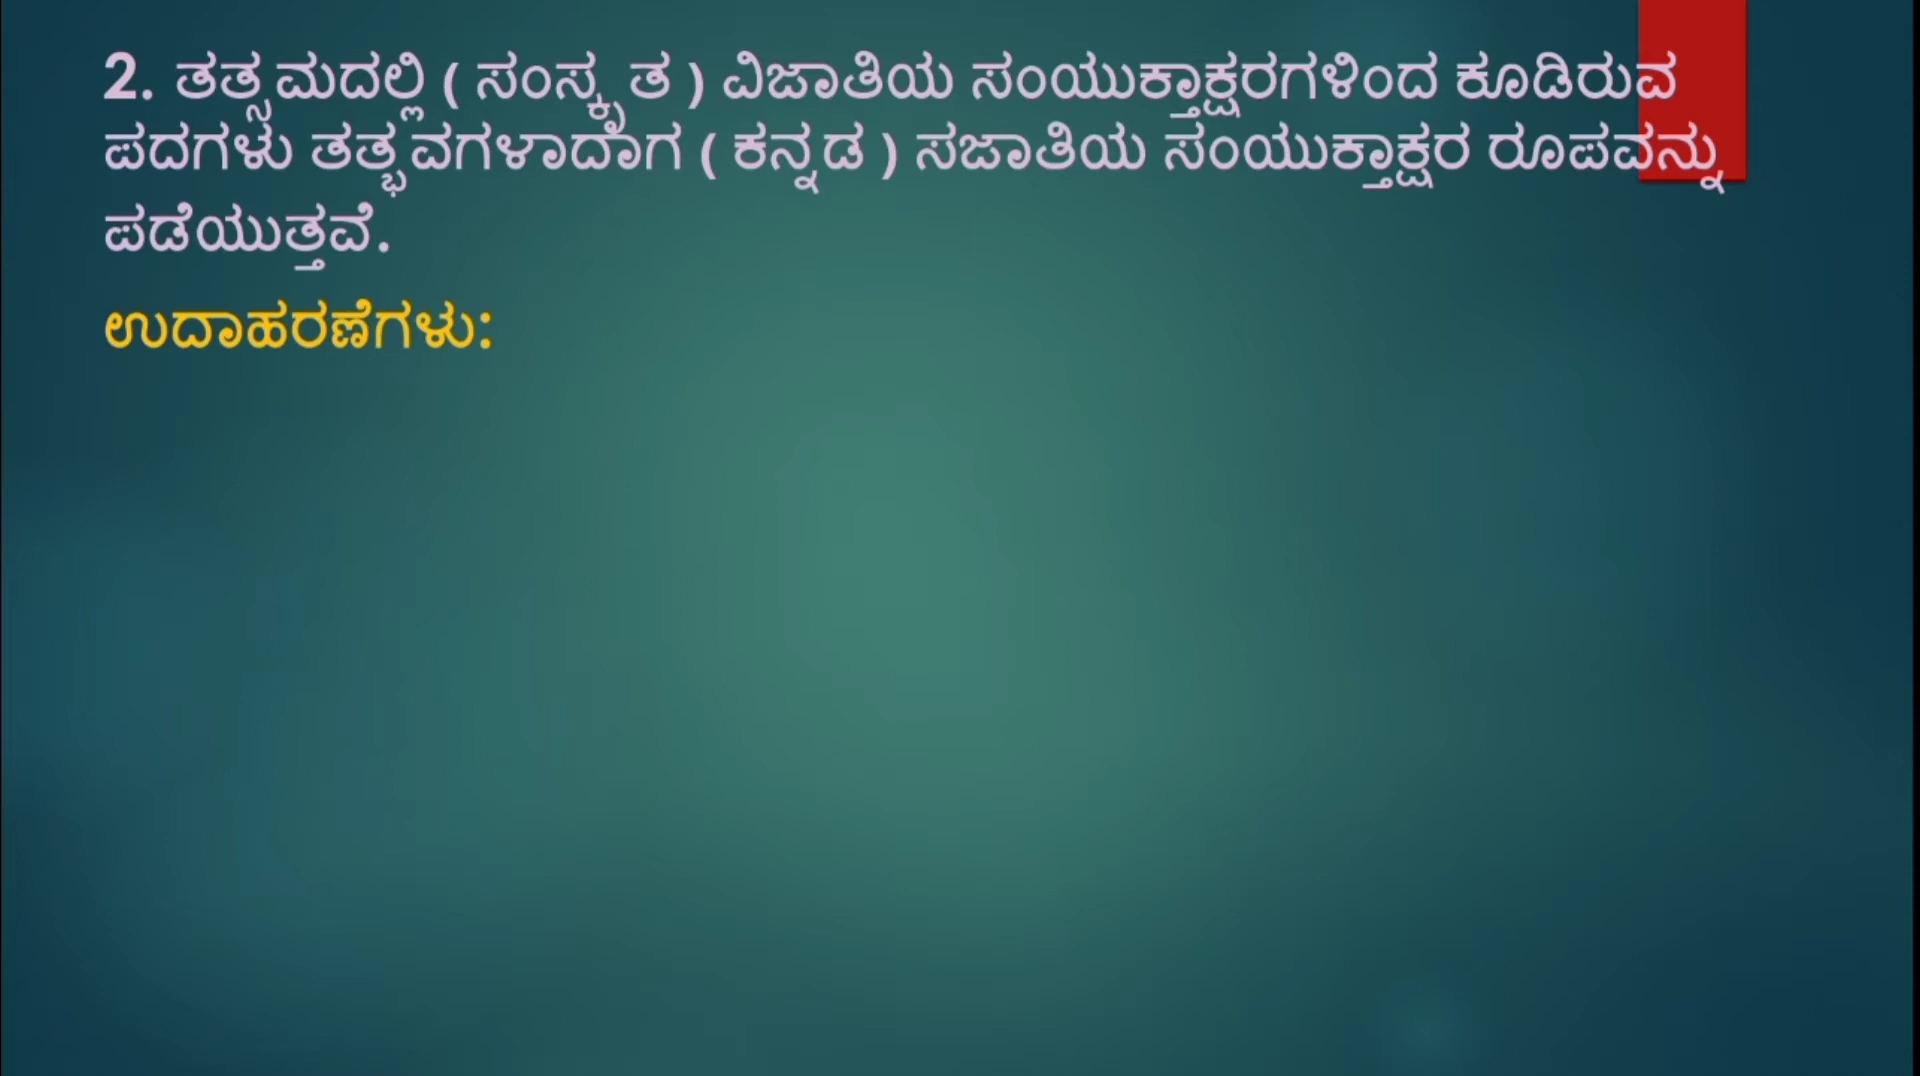 2. ತತ್ಸಮದಲ್ಲಿ ( ಸಂಸ್ಕೃತ ) ವಿಜಾತಿಯ ಸಂಯುಕ್ತಾಕ್ಷರಗಳಿಂದ ಕೂಡಿರುವ
ಪದಗಳು ತತ್ಭವಗಳಾದಾಗ ( ಕನ್ನಡ ) ಸಜಾತಿಯ ಸಂಯುಕ್ತಾಕ್ಷರ ರೂಪವನ್ನು
ಪಡೆಯುತ್ತವೆ.
ಉದಾಹರಣೆಗಳು: